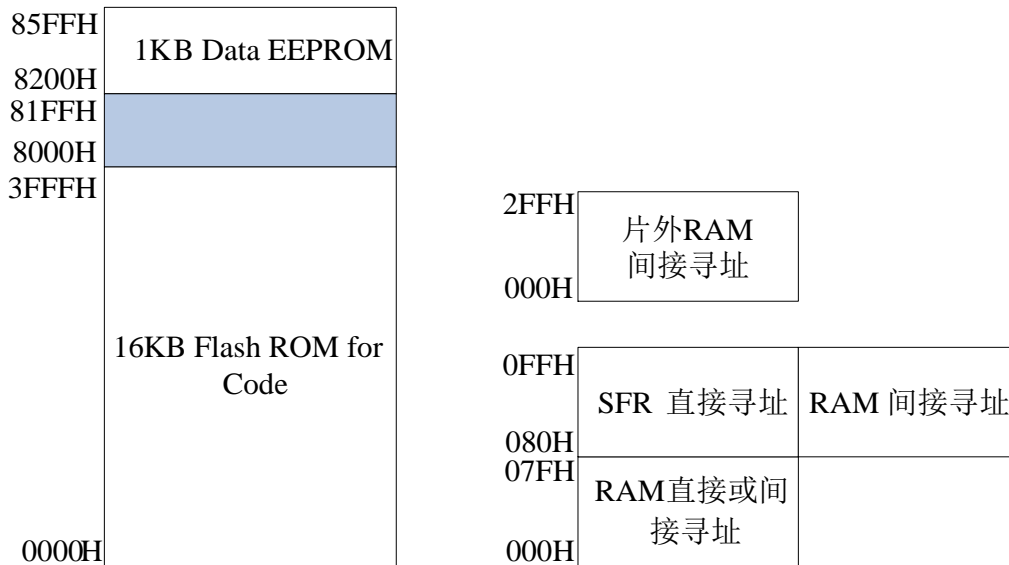 85FFH
1KB Data EEPROM
8200H
81FFH
8000H
3FFFH
16KB Flash ROM for
Code
0000H
2FFH
片外RAM
间接寻址
000H
0FFH
SFR 直接寻址
RAM 间接寻址
080H
07FH
RAM直接或间
接寻址
000H